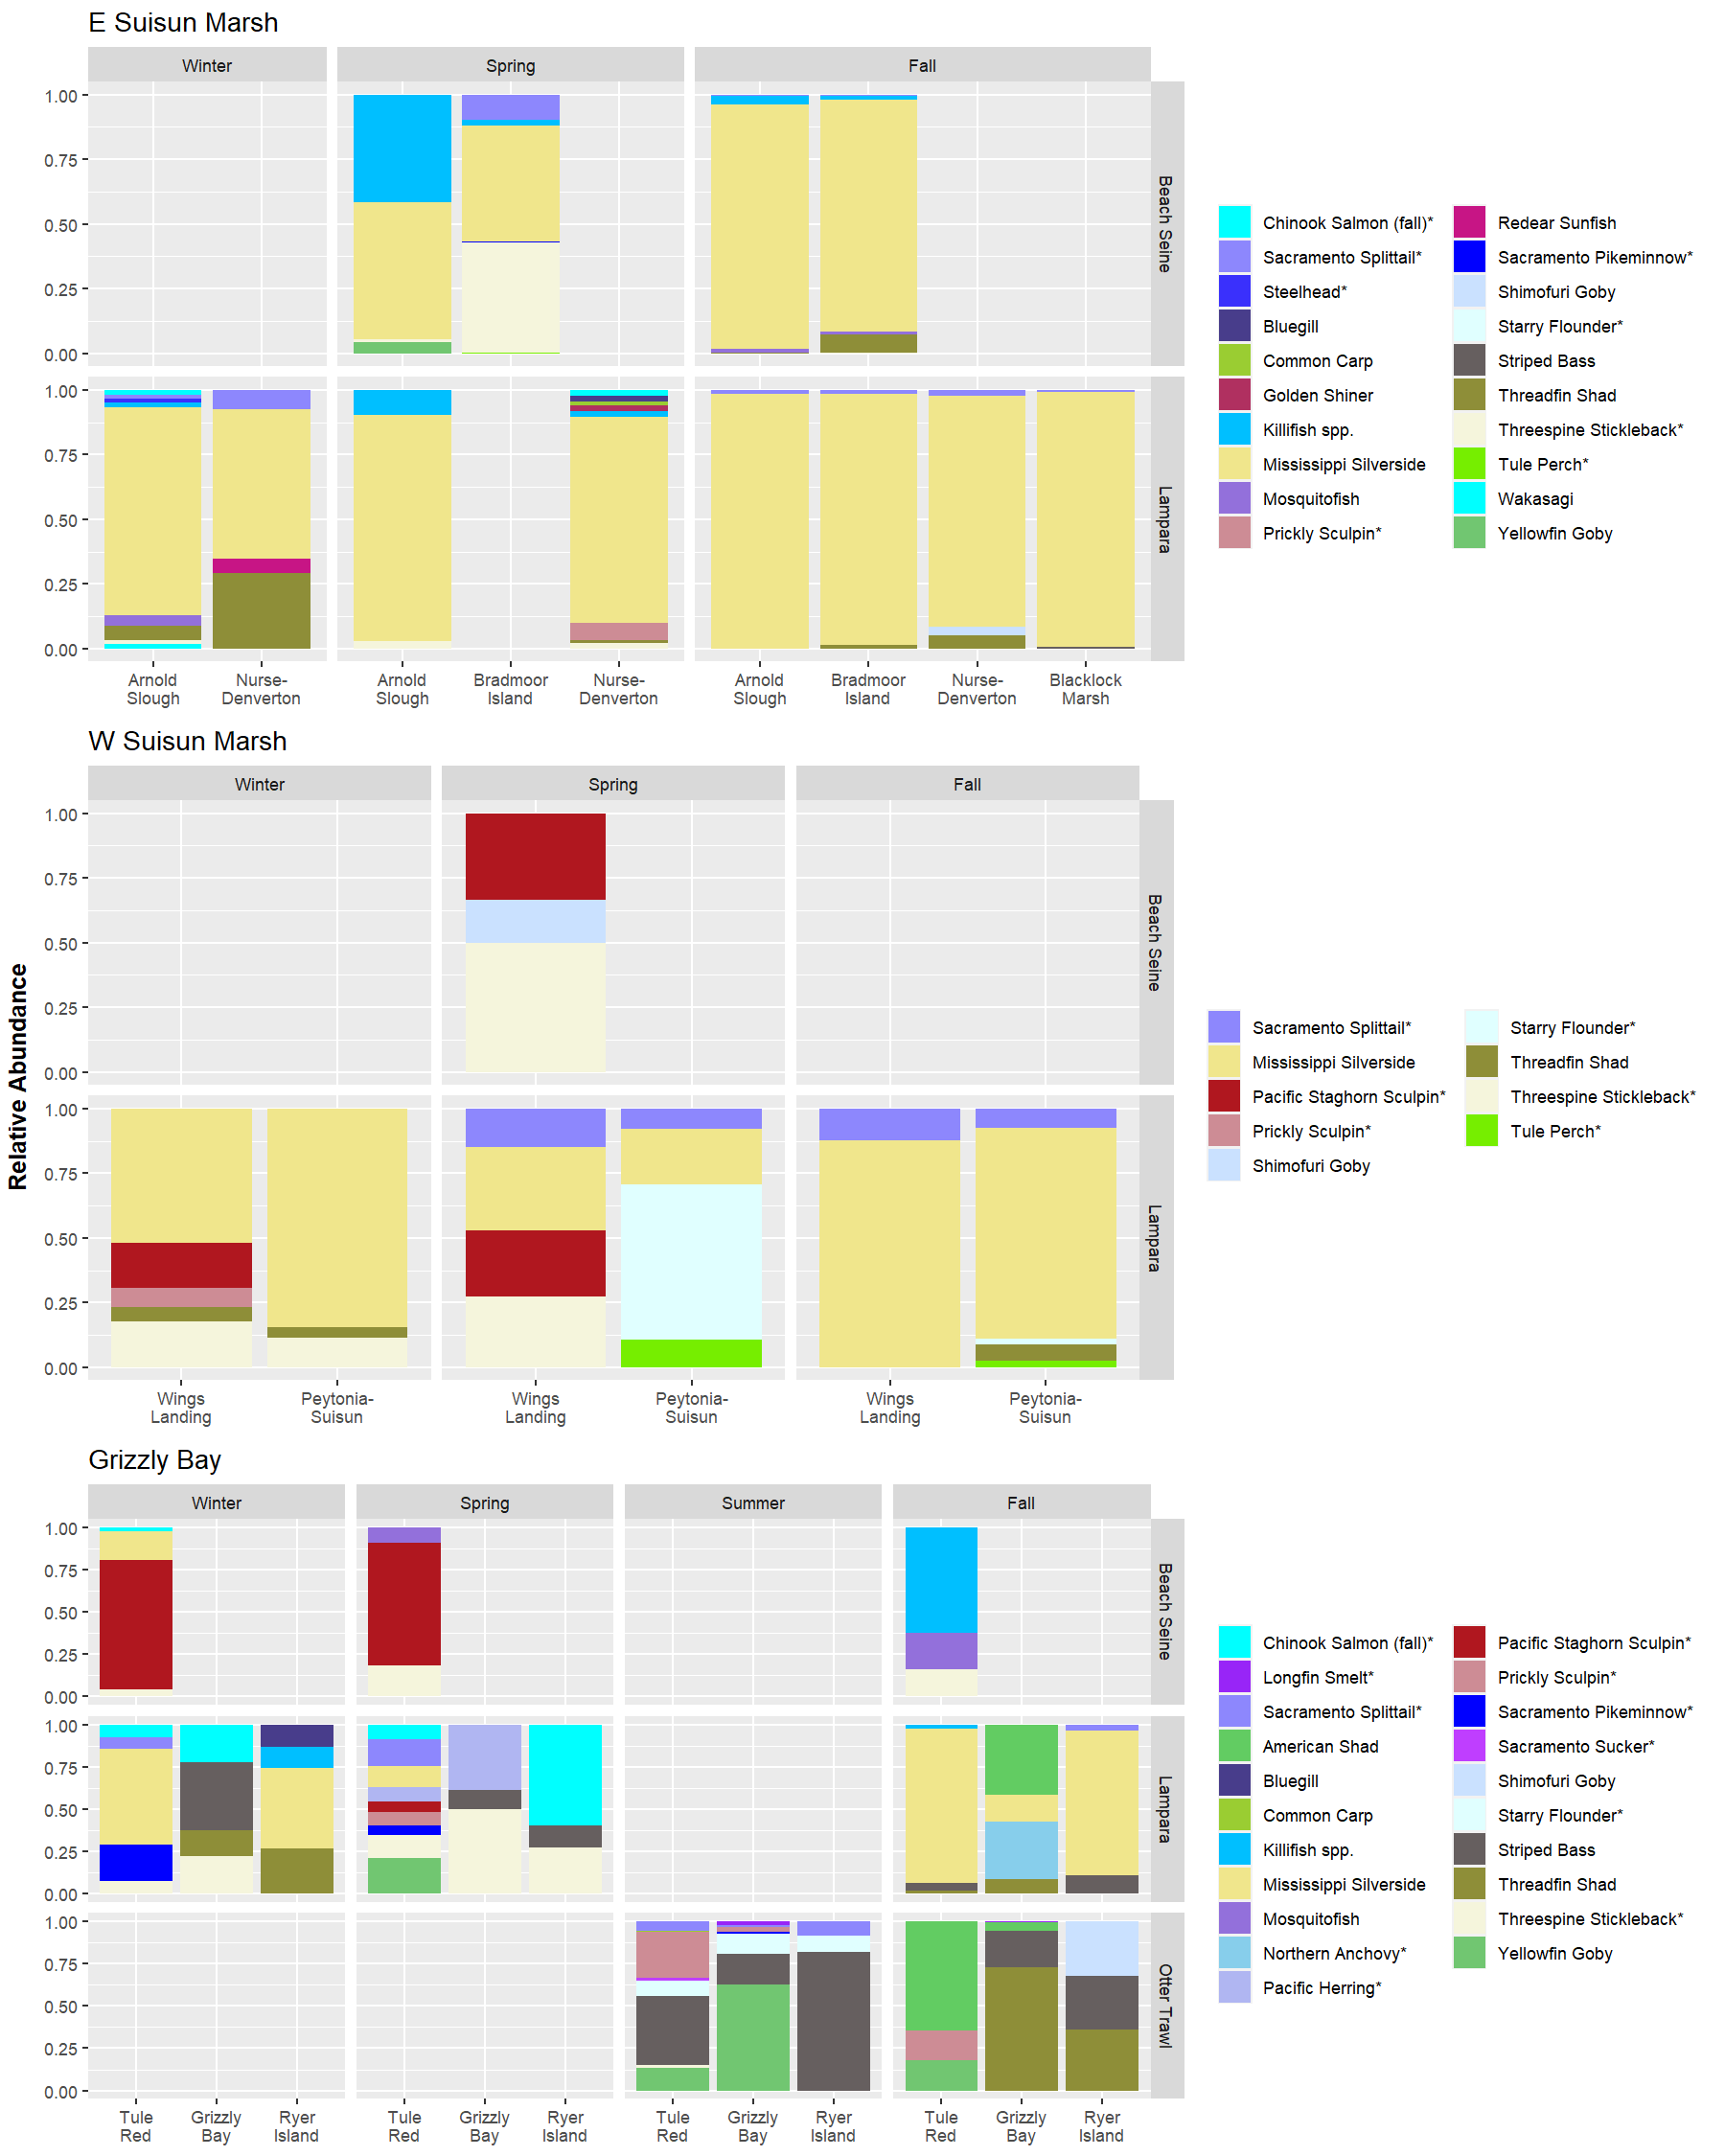 E Suisun Marsh
Winter
Spring
Fall
1.00
0.75
0.50
0.25
0.00
Beach Seine
1.00
0.75
0.50
0.25
0.00
Lampara
Arnold
Slough
Nurse-
Denverton
Arnold
Slough
Bradmoor
Island
Nurse-
Denverton
Arnold
Slough
Bradmoor
Island
Nurse-
Denverton
Blacklock
Marsh
Chinook Salmon (fall)*
Sacramento Splittail*
Steelhead*
Bluegill
Common Carp
Golden Shiner
Killifish spp.
Mississippi Silverside
Mosquitofish
Prickly Sculpin*
Redear Sunfish
Sacramento Pikeminnow*
Shimofuri Goby
Starry Flounder*
Striped Bass
Threadfin Shad
Threespine Stickleback*
Tule Perch*
Wakasagi
Yellowfin Goby
Relative Abundance
W Suisun Marsh
Winter
Spring
Fall
1.00
0.75
0.50
0.25
0.00
Beach Seine
1.00
0.75
0.50
0.25
0.00
Lampara
Wings
Landing
Peytonia-
Suisun
Wings
Landing
Peytonia-
Suisun
Wings
Landing
Peytonia-
Suisun
Sacramento Splittail*
Mississippi Silverside
Pacific Staghorn Sculpin*
Prickly Sculpin*
Shimofuri Goby
Starry Flounder*
Threadfin Shad
Threespine Stickleback*
Tule Perch*
Grizzly Bay
Winter
Spring
Summer
Fall
1.00
0.75
0.50
0.25
0.00
Beach Seine
1.00
0.75
0.50
0.25
0.00
Lampara
1.00
0.75
0.50
0.25
0.00
Otter Trawl
Tule
Red
Grizzly
Bay
Ryer
Island
Tule
Red
Grizzly
Bay
Ryer
Island
Tule
Red
Grizzly
Bay
Ryer
Island
Tule
Red
Grizzly
Bay
Ryer
Island
Chinook Salmon (fall)*
Longfin Smelt*
Sacramento Splittail*
American Shad
Bluegill
Common Carp
Killifish spp.
Mississippi Silverside
Mosquitofish
Northern Anchovy*
Pacific Herring*
Pacific Staghorn Sculpin*
Prickly Sculpin*
Sacramento Pikeminnow*
Sacramento Sucker*
Shimofuri Goby
Starry Flounder*
Striped Bass
Threadfin Shad
Threespine Stickleback*
Yellowfin Goby